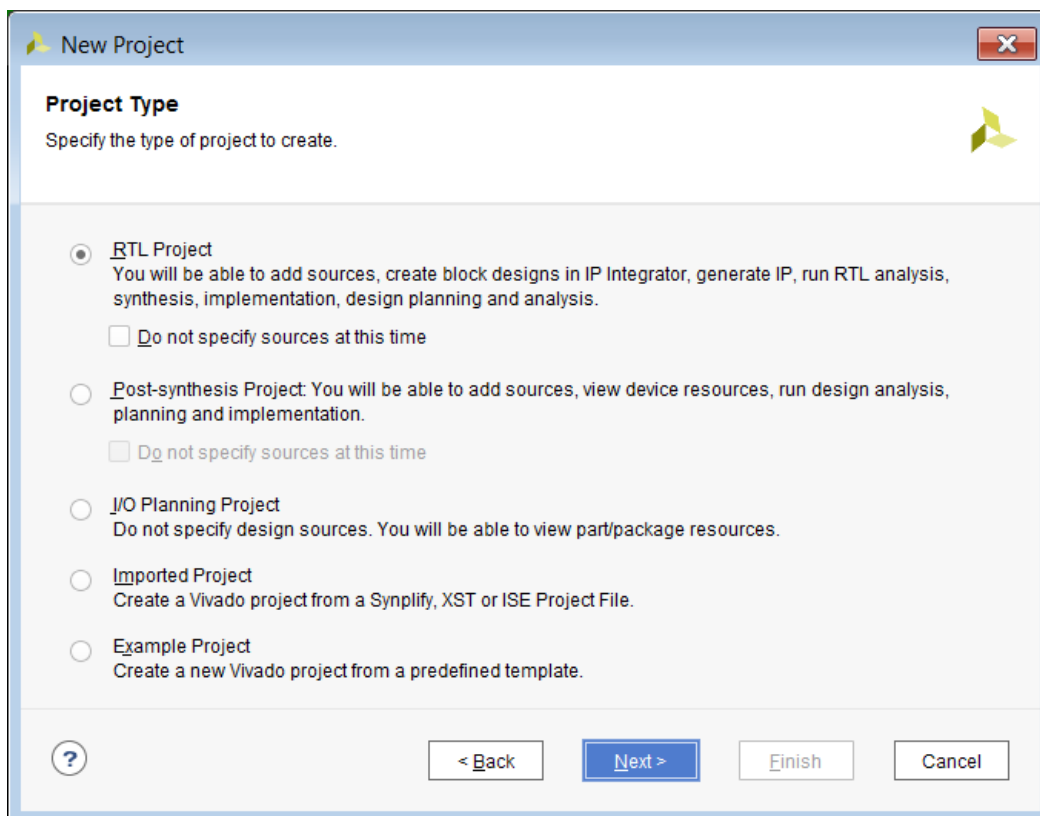 New Project
Project Type
Specify the type of project to create.
RTL Project
You will be able to add sources, create block designs in IP Integrator, generate IP, run RTL analysis,
synthesis, implementation, design planning and analysis.
Do not specify sources at this time
Post-synthesis Project: You will be able to add sources, view device resources, run design analysis,
planning and implementation.
Do not specify sources at this time
I/O Planning Project
Do not specify design sources. You will be able to view part/package resources.
Imported Project
Create a Vivado project from a Synplify, XST or ISE Project File.
Example Project
Create a new Vivado project from a predefined template.
? < Back Next > Finish Cancel